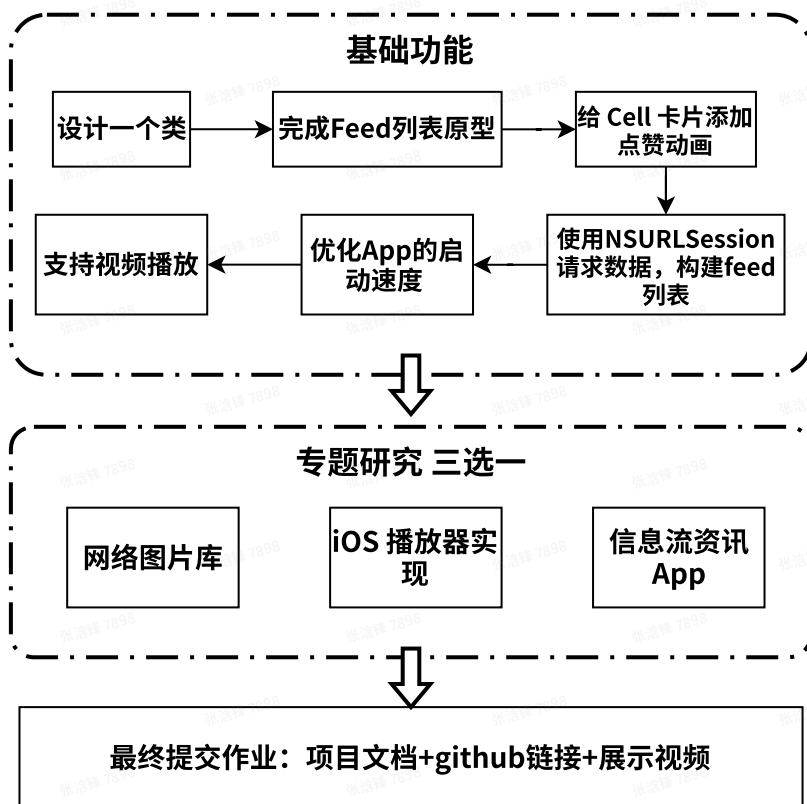 基础功能
设计一个类
完成Feed列表原型
给 Cell 卡片添加
点赞动画
支持视频播放
优化App的启
动速度
使用NSURLSession
请求数据，构建feed
列表
专题研究 三选一
网络图片库
iOS 播放器实
现
信息流资讯
App
最终提交作业：项目文档+github链接+展示视频